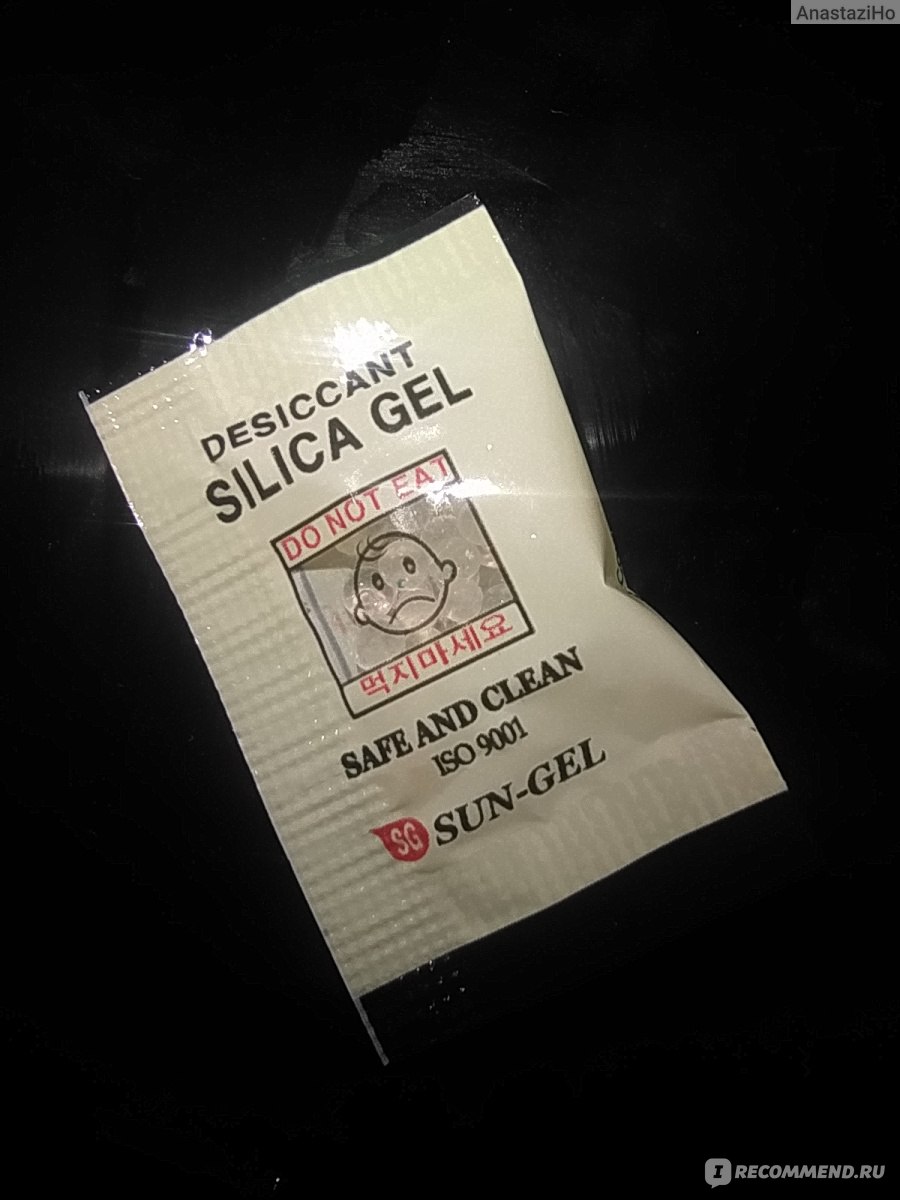 AnastaziHo
DESICCANT
SILICA GEL
DO NOT EAT
먹지마세요
SAFE AND CLEAN
ISO 9001
SG SUN-GEL
IRECOMMEND.RU